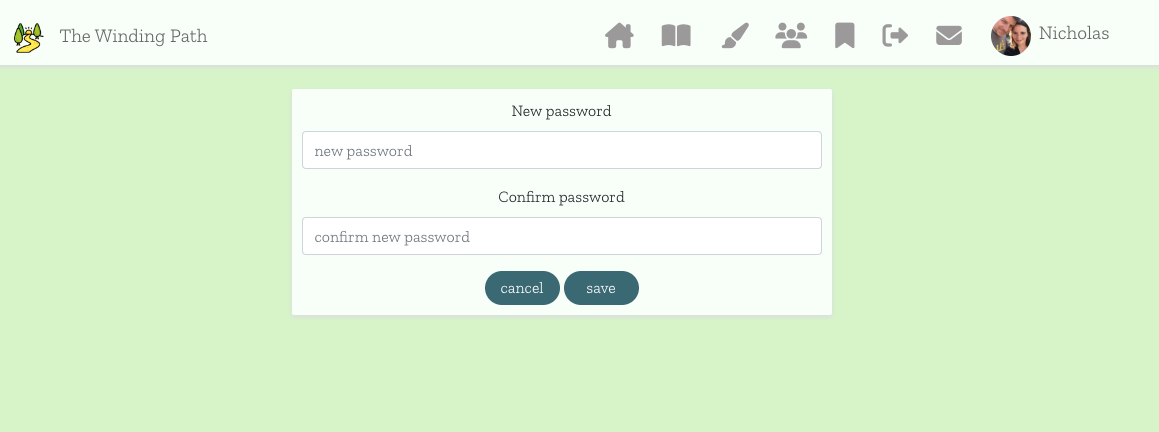 The Winding Path
Nicholas
New password
new password
Confirm password
confirm new password
cancel save